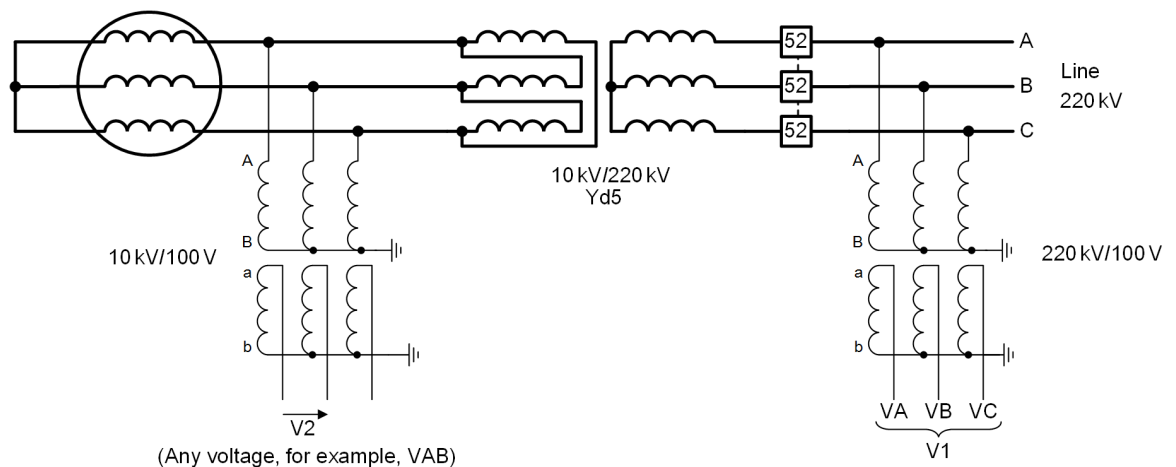 52
A
52
B
Line
220 kV
52
C
A
B
10 kV/220 kV
Yd5
A
B
10 kV/100 V
220 kV/100 V
a
b
a
b
V2
(Any voltage, for example, VAB)
VA VB VC
V1